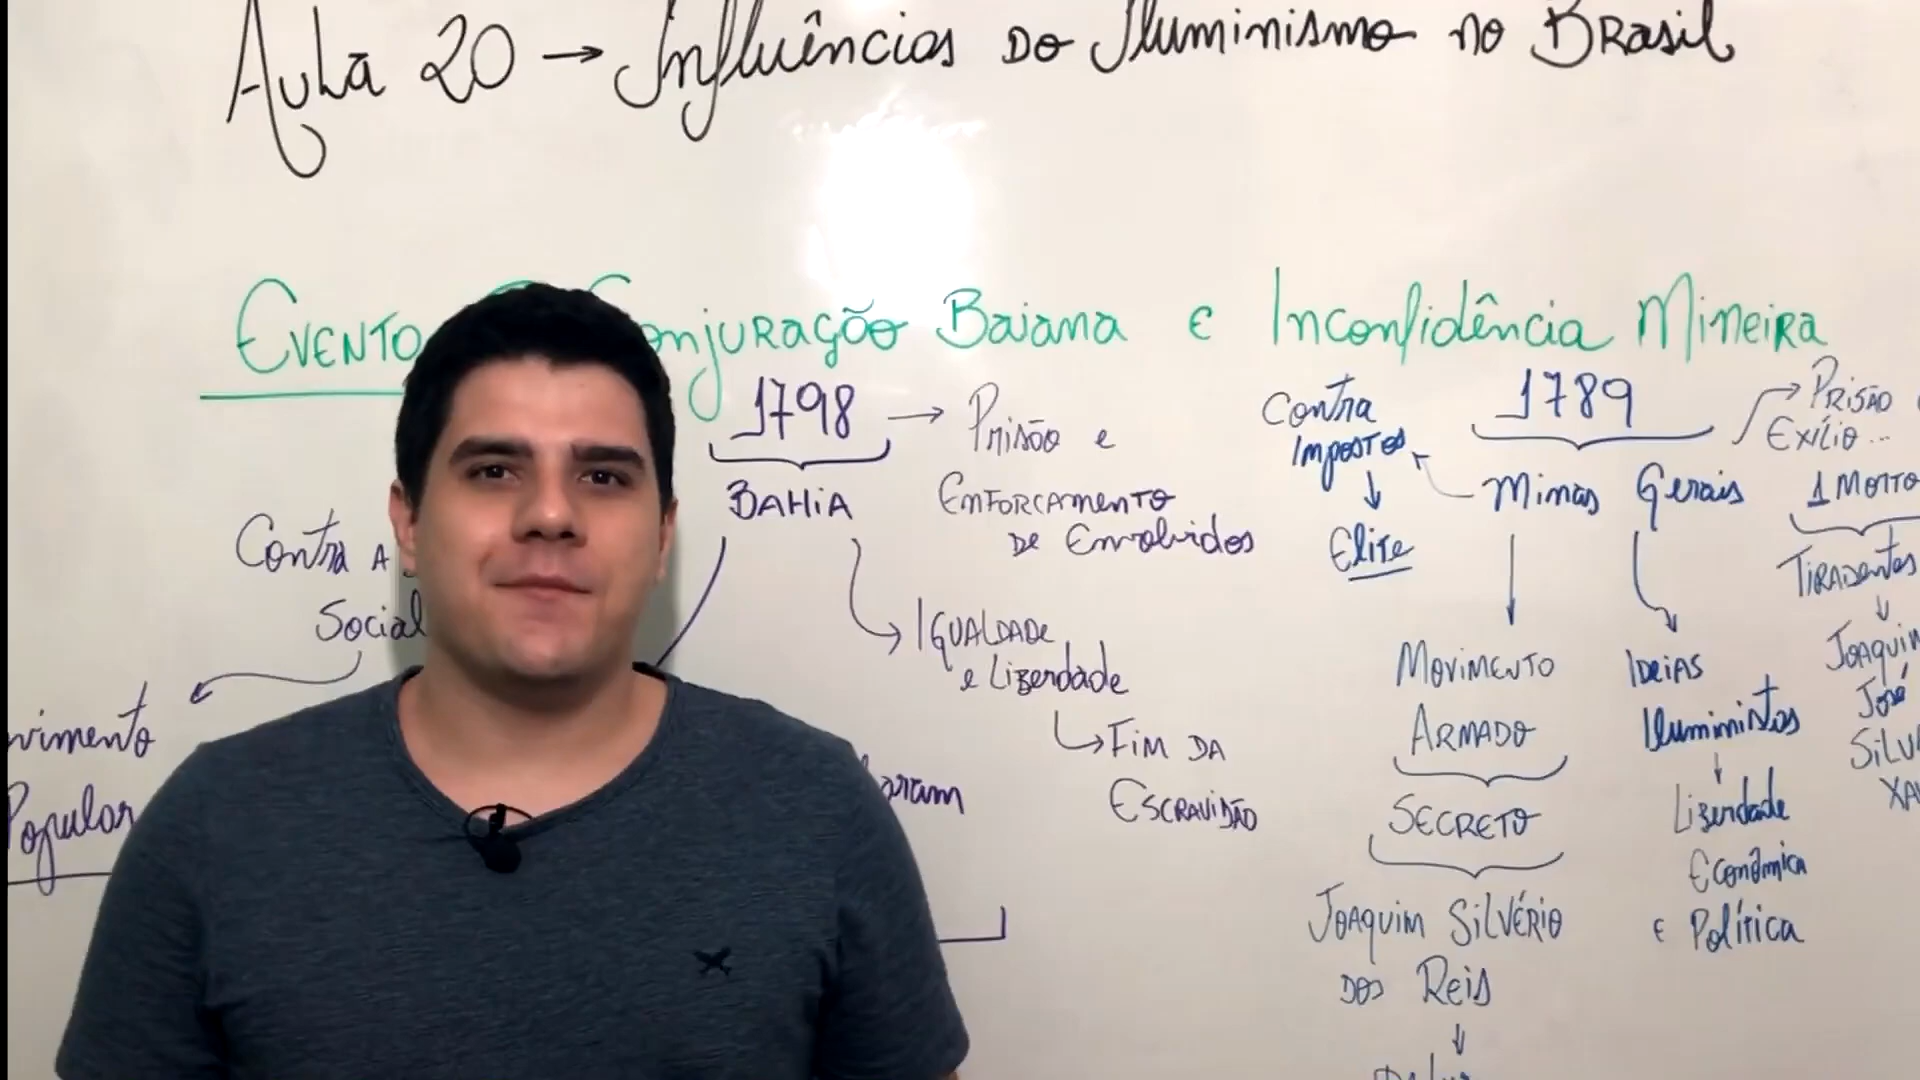 Aula 20 → Influências do Iluminismo no Brasil
Evento Conjuração Baiana e Inconfidência Mineira
1798 → Prisão e
Enforcamento
de Envolvidos
Bahia
Igualdade
e Liberdade
Fim da
Escravidão
Contra a
Social
Popular
1789
Minas Gerais
Contra
Impostos
Elite
Movimento
Armado
Secreto
Joaquim Silvério
dos Reis
Ideias
Iluministas
Liberdade
Econômica
e Política
Prisão
Exílio...
1 Morto
Tiradentes
José